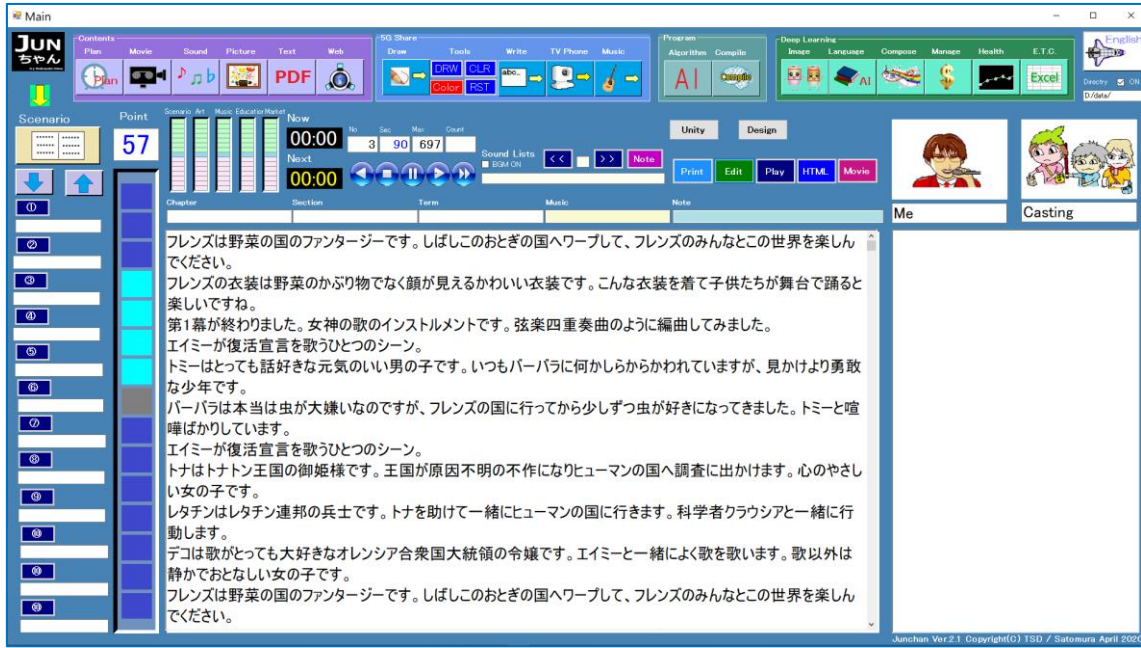 Main
JUN
ちゃん
Contents
Plan Movie Sound Picture Text Web
Plan PDF
5G Share
Draw Tools Write TV Phone Music
DRW CLR abc..
Color RST
Program
Algorithm Compile
AI Compile
Deep Learning
Image Language Compose Manage Health E.T.C.
AI $ Excel
English
Directry ON
D:/data/
Scenario Point
57
Scenario Art Music Education Market
Now
00:00
Next
00:00
No Sec Max Count
3 90 697
Sound Lists
BGM ON
<< >> Note
Unity Design
Print Edit Play HTML Movie
Me Casting
Chapter Section Term Music Note
①
②
③
④
⑤
⑥
⑦
⑧
⑨
⑩
⑩
⑩
フレンズは野菜の国のファンタージーです。しばしこのおとぎの国へワープして、フレンズのみんなとこの世界を楽しん
でください。
フレンズの衣装は野菜のかぶり物でなく顔が見えるかわいい衣装です。こんな衣装を着て子供たちが舞台で踊ると
楽しいですね。
第1幕が終わりました。女神の歌のインストルメントです。弦楽四重奏曲のように編曲してみました。
エイミーが復活宣言を歌うひとつのシーン。
トミーはとっても話好きな元気のいい男の子です。いつもバーバラに何かしらからかわれていますが、見かけより勇敢
な少年です。
バーバラは本当は虫が大嫌いなのですが、フレンズの国に行ってから少しずつ虫が好きになってきました。トミーと喧
嘩ばかりしています。
エイミーが復活宣言を歌うひとつのシーン。
トナはトナトン王国の御姫様です。王国が原因不明の不作になりヒューマンの国へ調査に出かけます。心のやさし
い女の子です。
レタチンはレタチン連邦の兵士です。トナを助けて一緒にヒューマンの国に行きます。科学者クラウシアと一緒に行
動します。
デコは歌がとっても大好きなオレンシア合衆国大統領の令嬢です。エイミーと一緒によく歌を歌います。歌以外は
静かでおとなしい女の子です。
フレンズは野菜の国のファンタージーです。しばしこのおとぎの国へワープして、フレンズのみんなとこの世界を楽しん
でください。
Junchan Ver.2.1 Copyright(C) TSD / Satomura April 2020